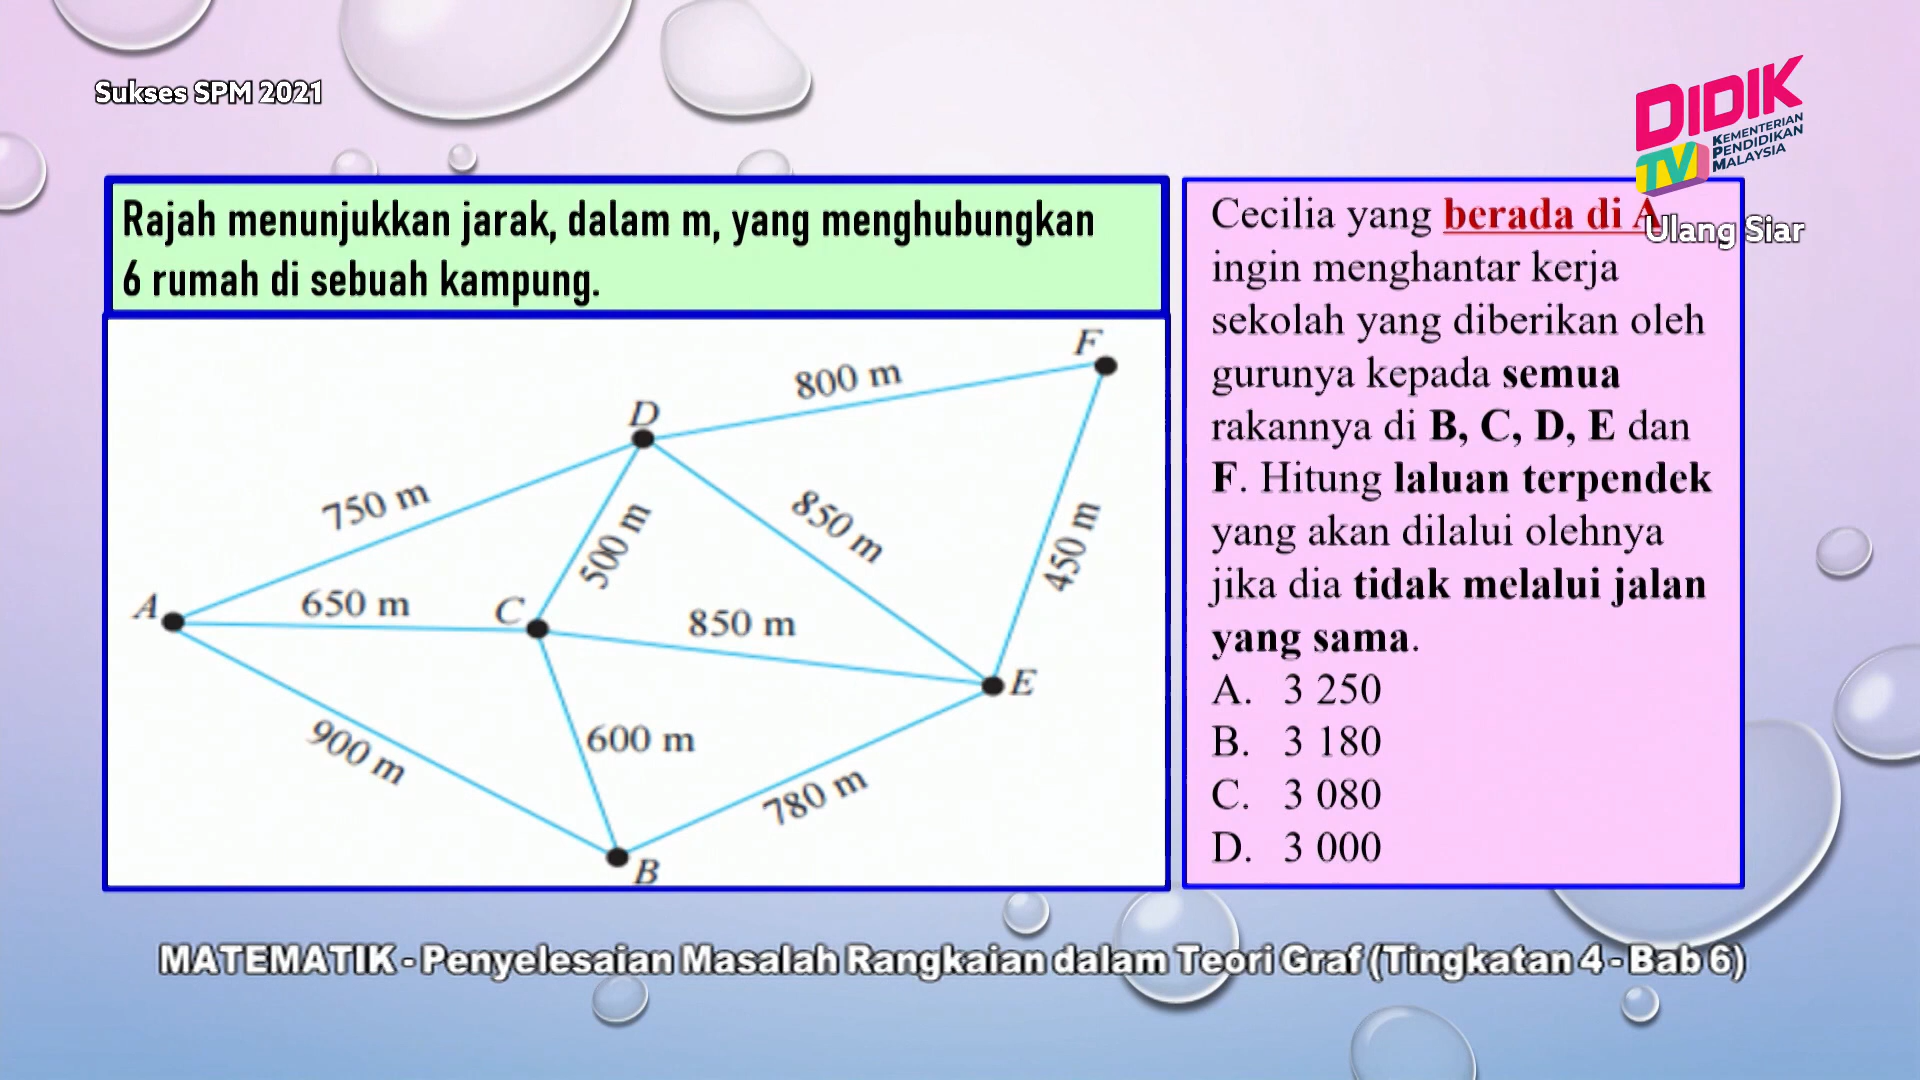 Sukses SPM 2021
DIDIK
TV
KEMENTERIAN
PENDIDIKAN
MALAYSIA
Ulang Siar
Rajah menunjukkan jarak, dalam m, yang menghubungkan
6 rumah di sebuah kampung.
F
800 m
D
750 m
850 m
500 m
450 m
A
650 m
C
850 m
E
600 m
900 m
780 m
B
Cecilia yang berada di A
ingin menghantar kerja
sekolah yang diberikan oleh
gurunya kepada semua
rakannya di B, C, D, E dan
F. Hitung laluan terpendek
yang akan dilalui olehnya
jika dia tidak melalui jalan
yang sama.
A. 3 250
B. 3 180
C. 3 080
D. 3 000
MATEMATIK - Penyelesaian Masalah Rangkaian dalam Teori Graf (Tingkatan 4 - Bab 6)